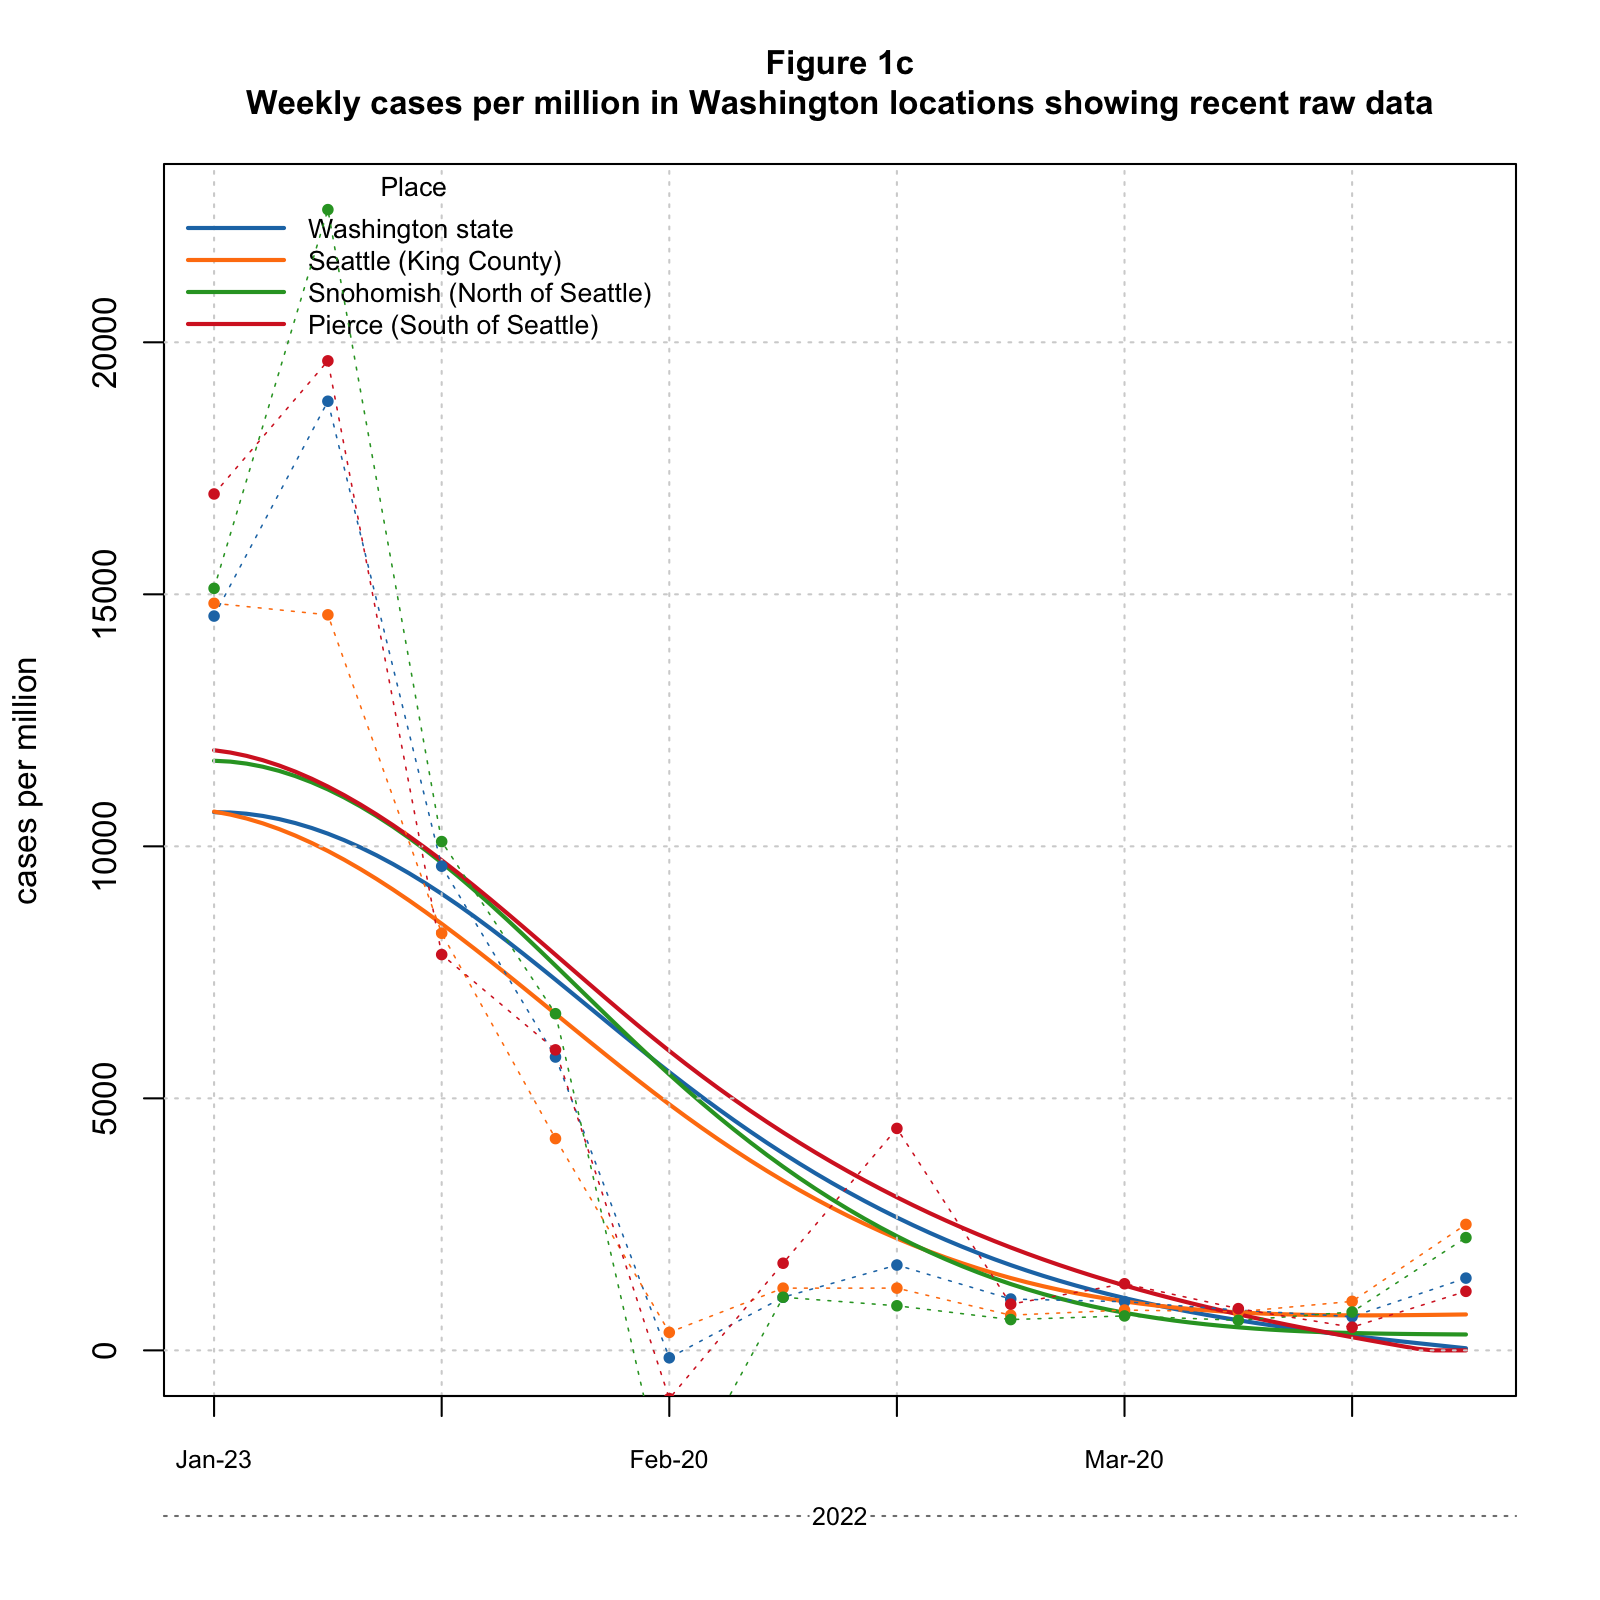 Figure 1c
Weekly cases per million in Washington locations showing recent raw data
Place
Washington state
Seattle (King County)
Snohomish (North of Seattle)
Pierce (South of Seattle)
cases per million
20000
15000
10000
5000
0
Jan-23
Feb-20
Mar-20
2022